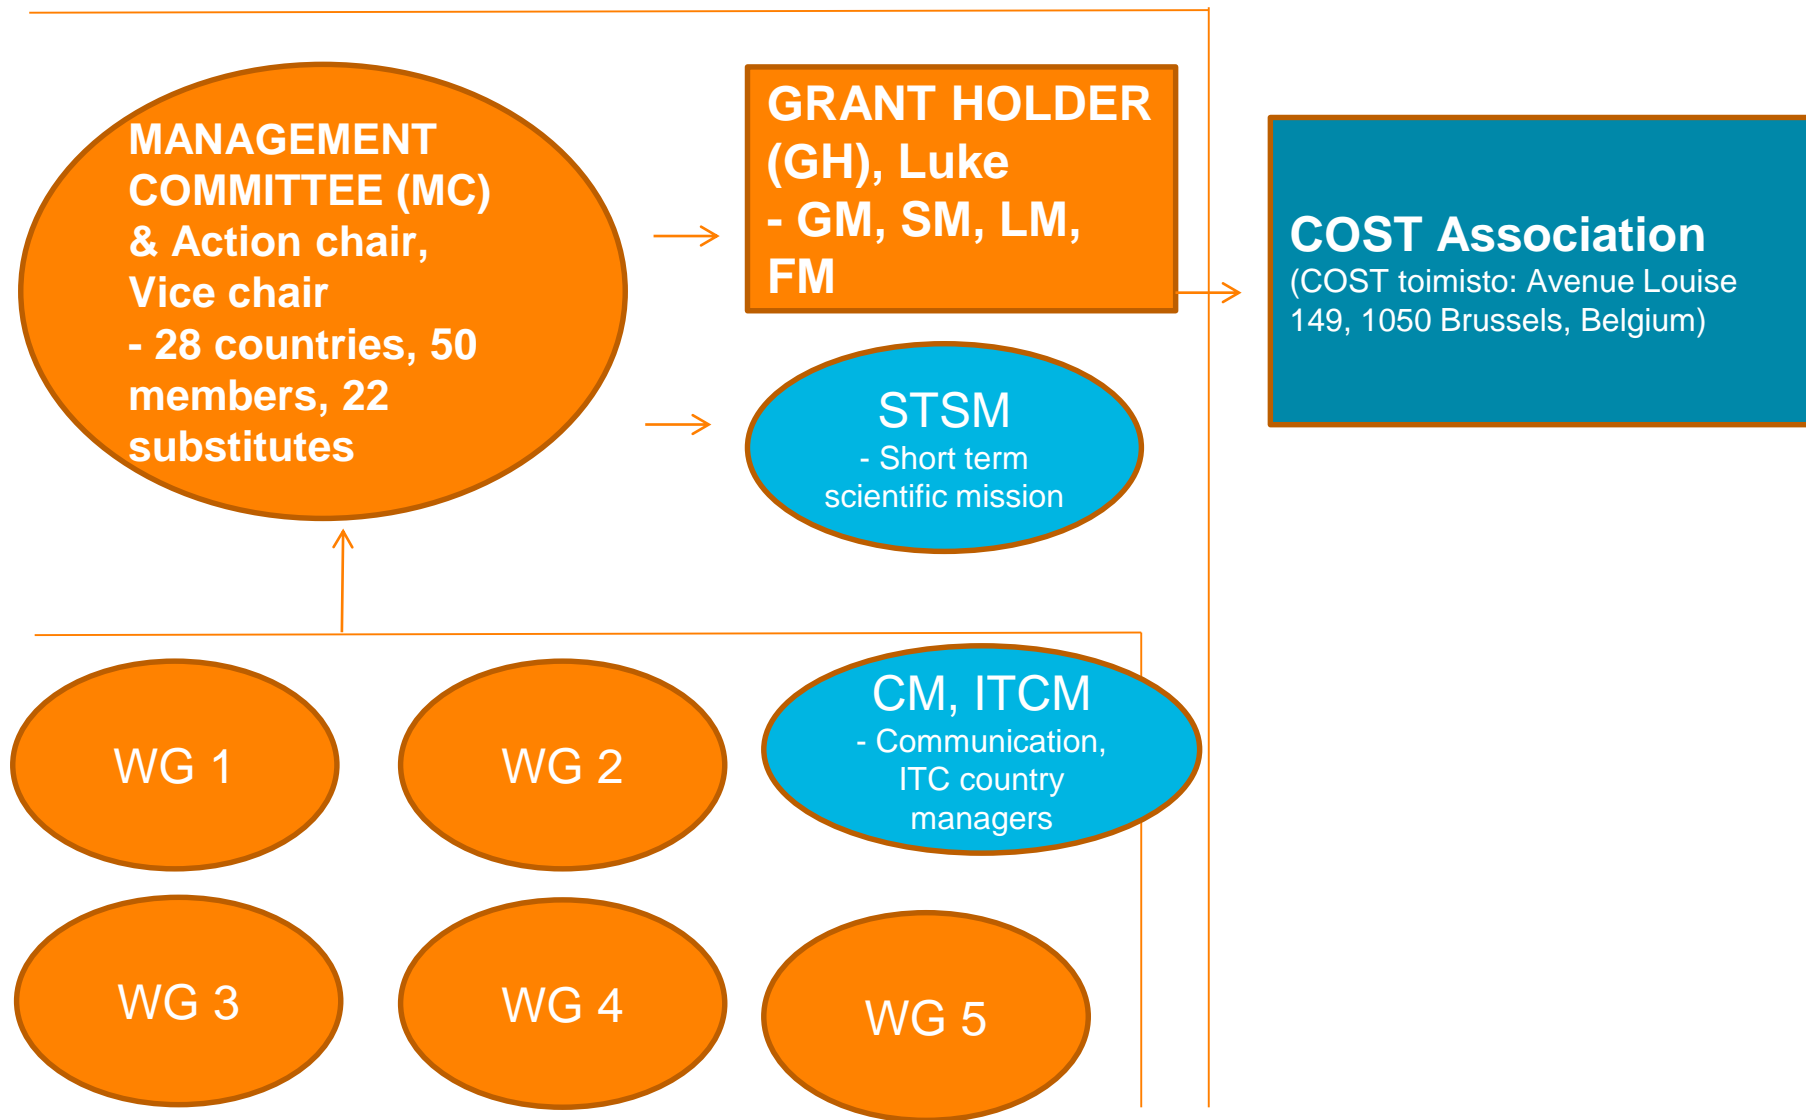 MANAGEMENT
COMMITTEE (MC)
& Action chair,
Vice chair
- 28 countries, 50
members, 22
substitutes
GRANT HOLDER
(GH), Luke
- GM, SM, LM,
FM
COST Association
(COST toimisto: Avenue Louise
149, 1050 Brussels, Belgium)
STSM
- Short term
scientific mission
WG 1
WG 2
CM, ITCM
- Communication,
ITC country
managers
WG 3
WG 4
WG 5